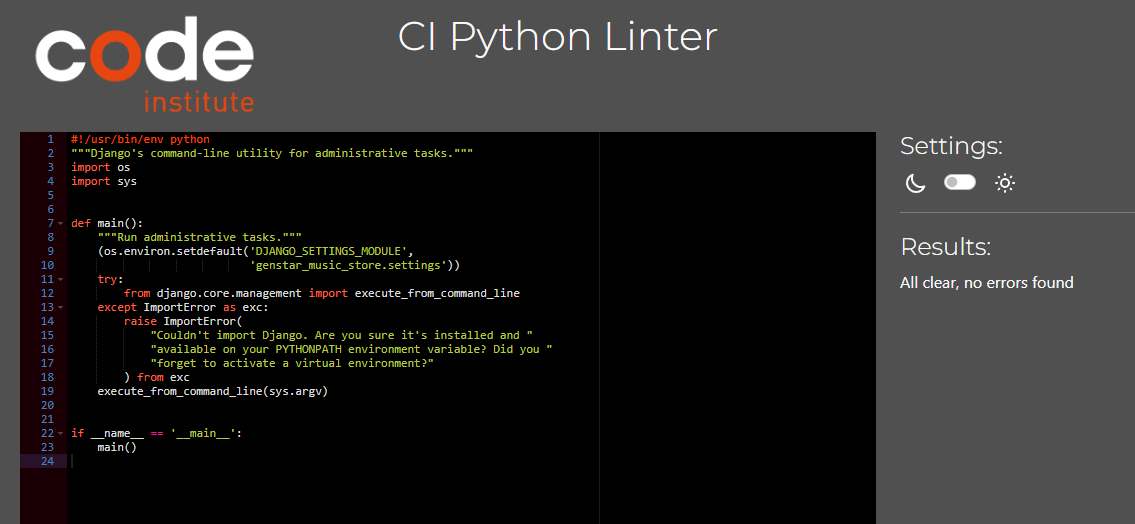 code
institute
CI Python Linter
1 #!/usr/bin/env python
2 """Django's command-line utility for administrative tasks."""
3 import os
4 import sys
5
6
7 def main():
8     """Run administrative tasks."""
9     (os.environ.setdefault('DJANGO_SETTINGS_MODULE',
10                            'genstar_music_store.settings'))
11     try:
12         from django.core.management import execute_from_command_line
13     except ImportError as exc:
14         raise ImportError(
15             "Couldn't import Django. Are you sure it's installed and "
16             "available on your PYTHONPATH environment variable? Did you "
17             "forget to activate a virtual environment?"
18         ) from exc
19     execute_from_command_line(sys.argv)
20
21
22 if __name__ == '__main__':
23     main()
24
Settings:
Results:
All clear, no errors found